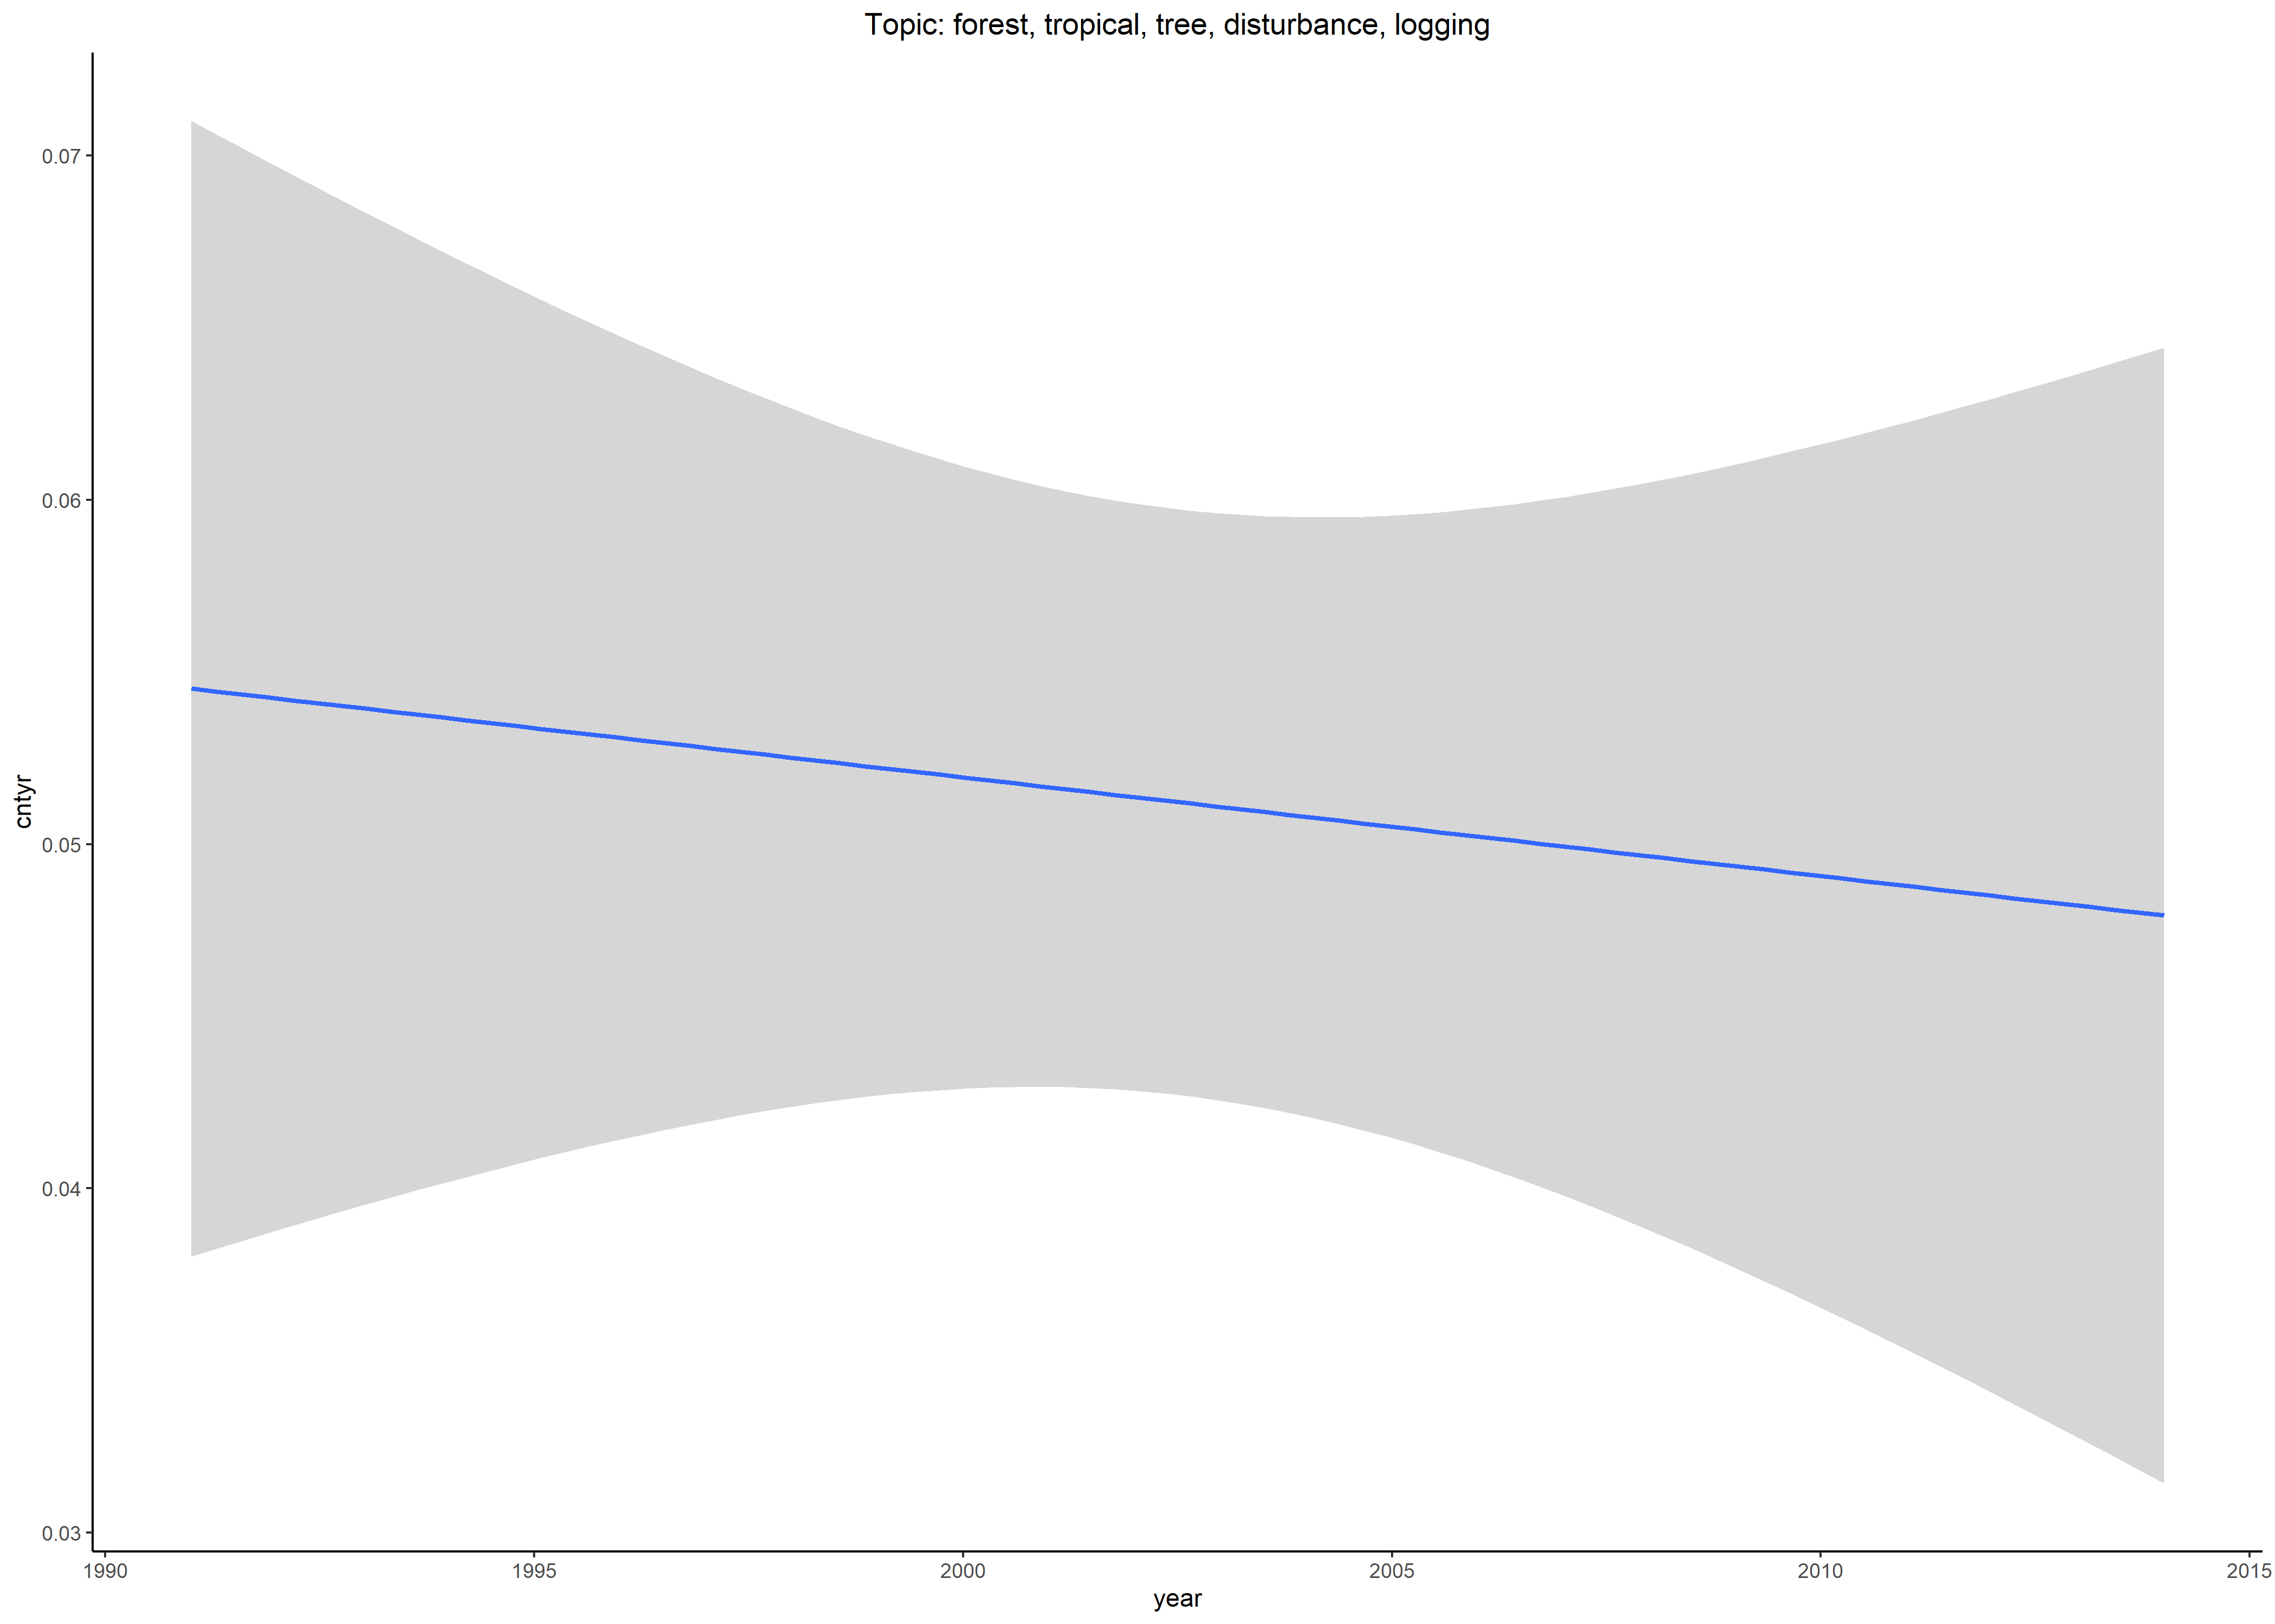 Topic: forest, tropical, tree, disturbance, logging
cntyr
0.07
0.06
0.05
0.04
0.03
1990 1995 2000 2005 2010 2015
year